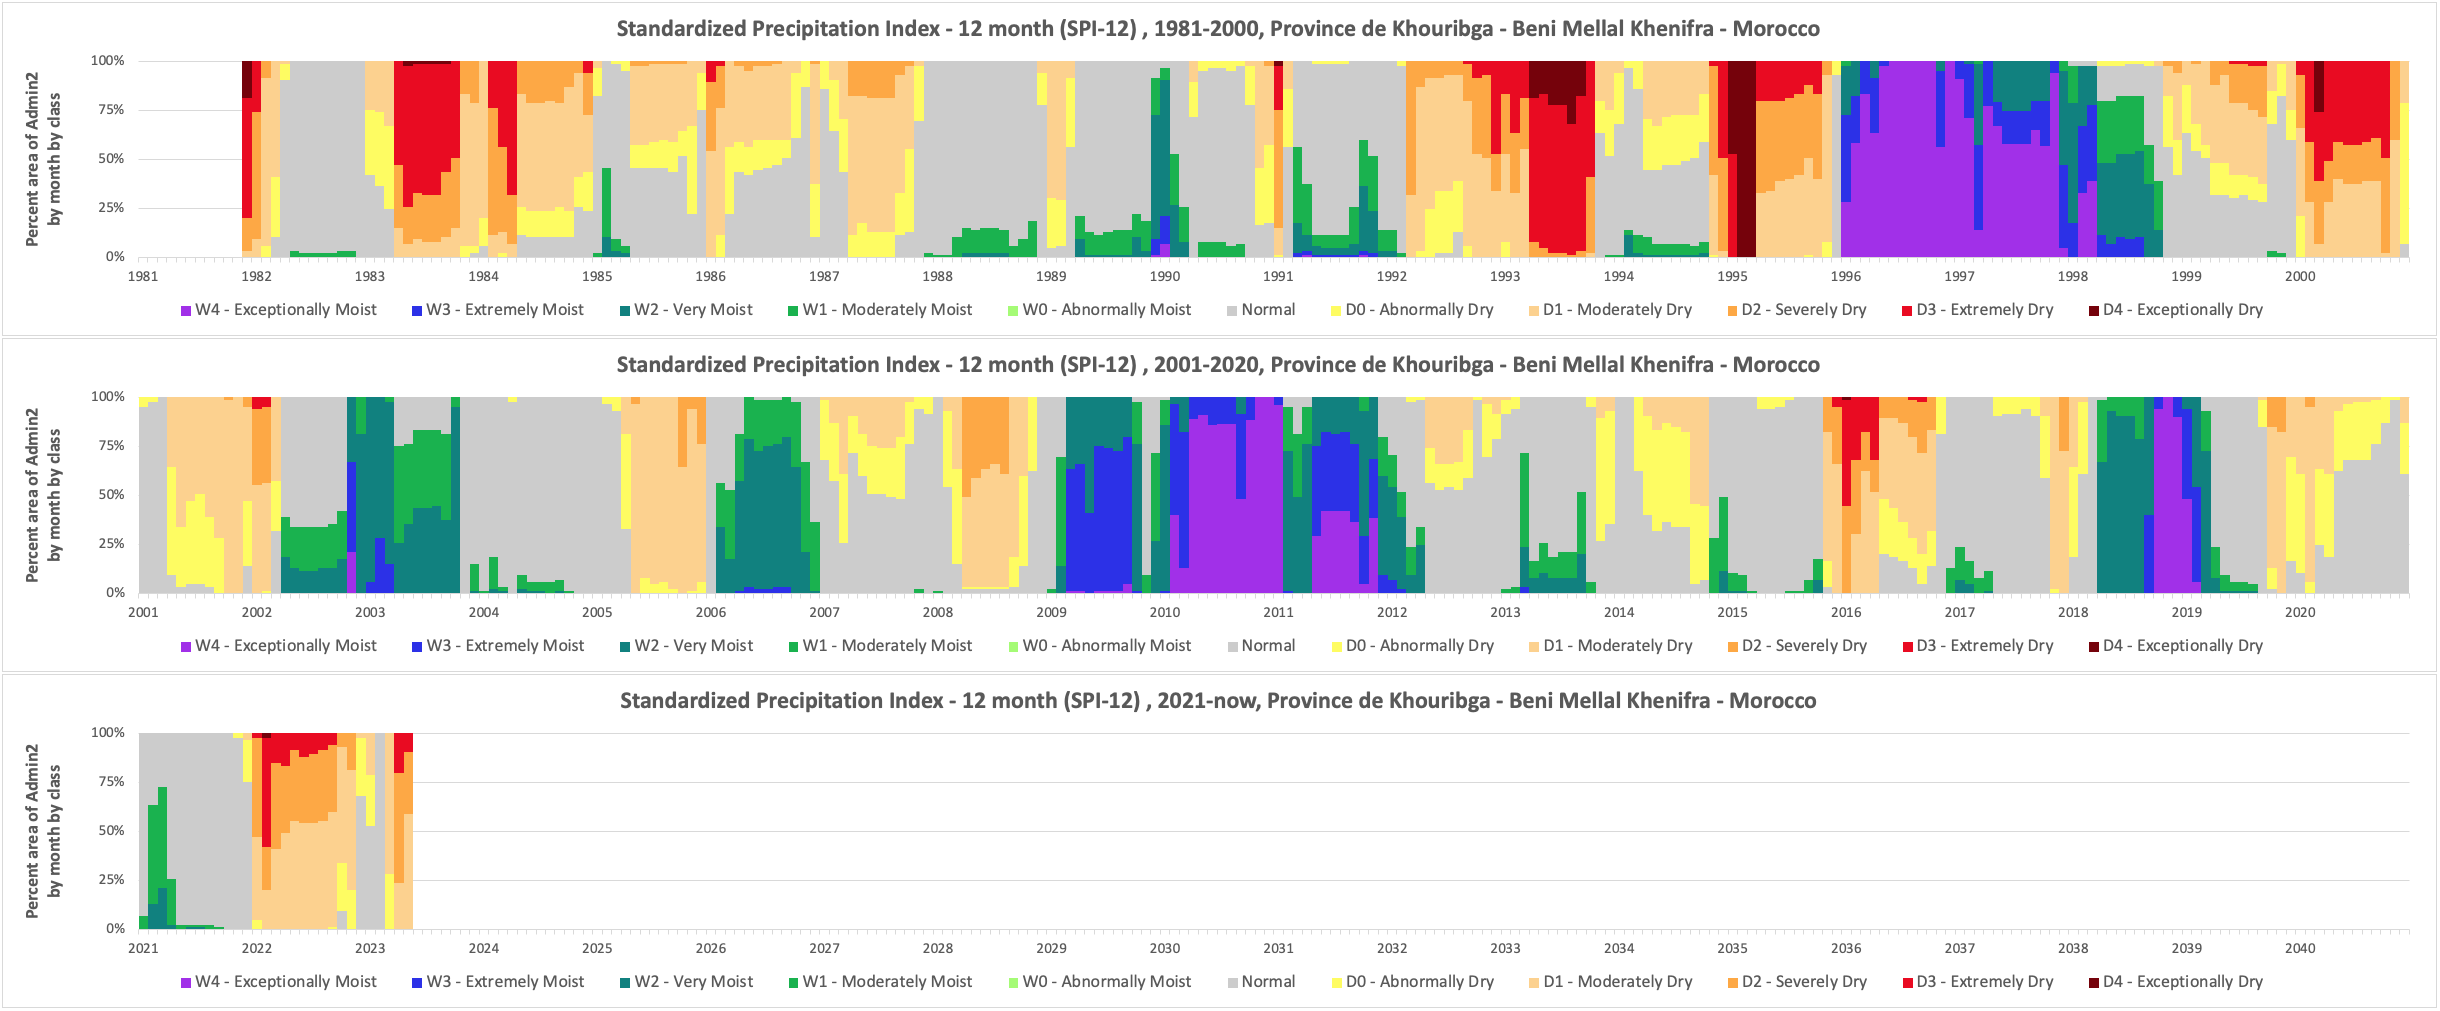 Standardized Precipitation Index - 12 month (SPI-12) , 1981-2000, Province de Khouribga - Beni Mellal Khenifra - Morocco
Percent area of Admin2
by month by class
100%
75%
50%
25%
0%
1981 1982 1983 1984 1985 1986 1987 1988 1989 1990 1991 1992 1993 1994 1995 1996 1997 1998 1999 2000
W4 - Exceptionally Moist W3 - Extremely Moist W2 - Very Moist W1 - Moderately Moist W0 - Abnormally Moist Normal D0 - Abnormally Dry D1 - Moderately Dry D2 - Severely Dry D3 - Extremely Dry D4 - Exceptionally Dry
Standardized Precipitation Index - 12 month (SPI-12) , 2001-2020, Province de Khouribga - Beni Mellal Khenifra - Morocco
Percent area of Admin2
by month by class
100%
75%
50%
25%
0%
2001 2002 2003 2004 2005 2006 2007 2008 2009 2010 2011 2012 2013 2014 2015 2016 2017 2018 2019 2020
W4 - Exceptionally Moist W3 - Extremely Moist W2 - Very Moist W1 - Moderately Moist W0 - Abnormally Moist Normal D0 - Abnormally Dry D1 - Moderately Dry D2 - Severely Dry D3 - Extremely Dry D4 - Exceptionally Dry
Standardized Precipitation Index - 12 month (SPI-12) , 2021-now, Province de Khouribga - Beni Mellal Khenifra - Morocco
Percent area of Admin2
by month by class
100%
75%
50%
25%
0%
2021 2022 2023 2024 2025 2026 2027 2028 2029 2030 2031 2032 2033 2034 2035 2036 2037 2038 2039 2040
W4 - Exceptionally Moist W3 - Extremely Moist W2 - Very Moist W1 - Moderately Moist W0 - Abnormally Moist Normal D0 - Abnormally Dry D1 - Moderately Dry D2 - Severely Dry D3 - Extremely Dry D4 - Exceptionally Dry